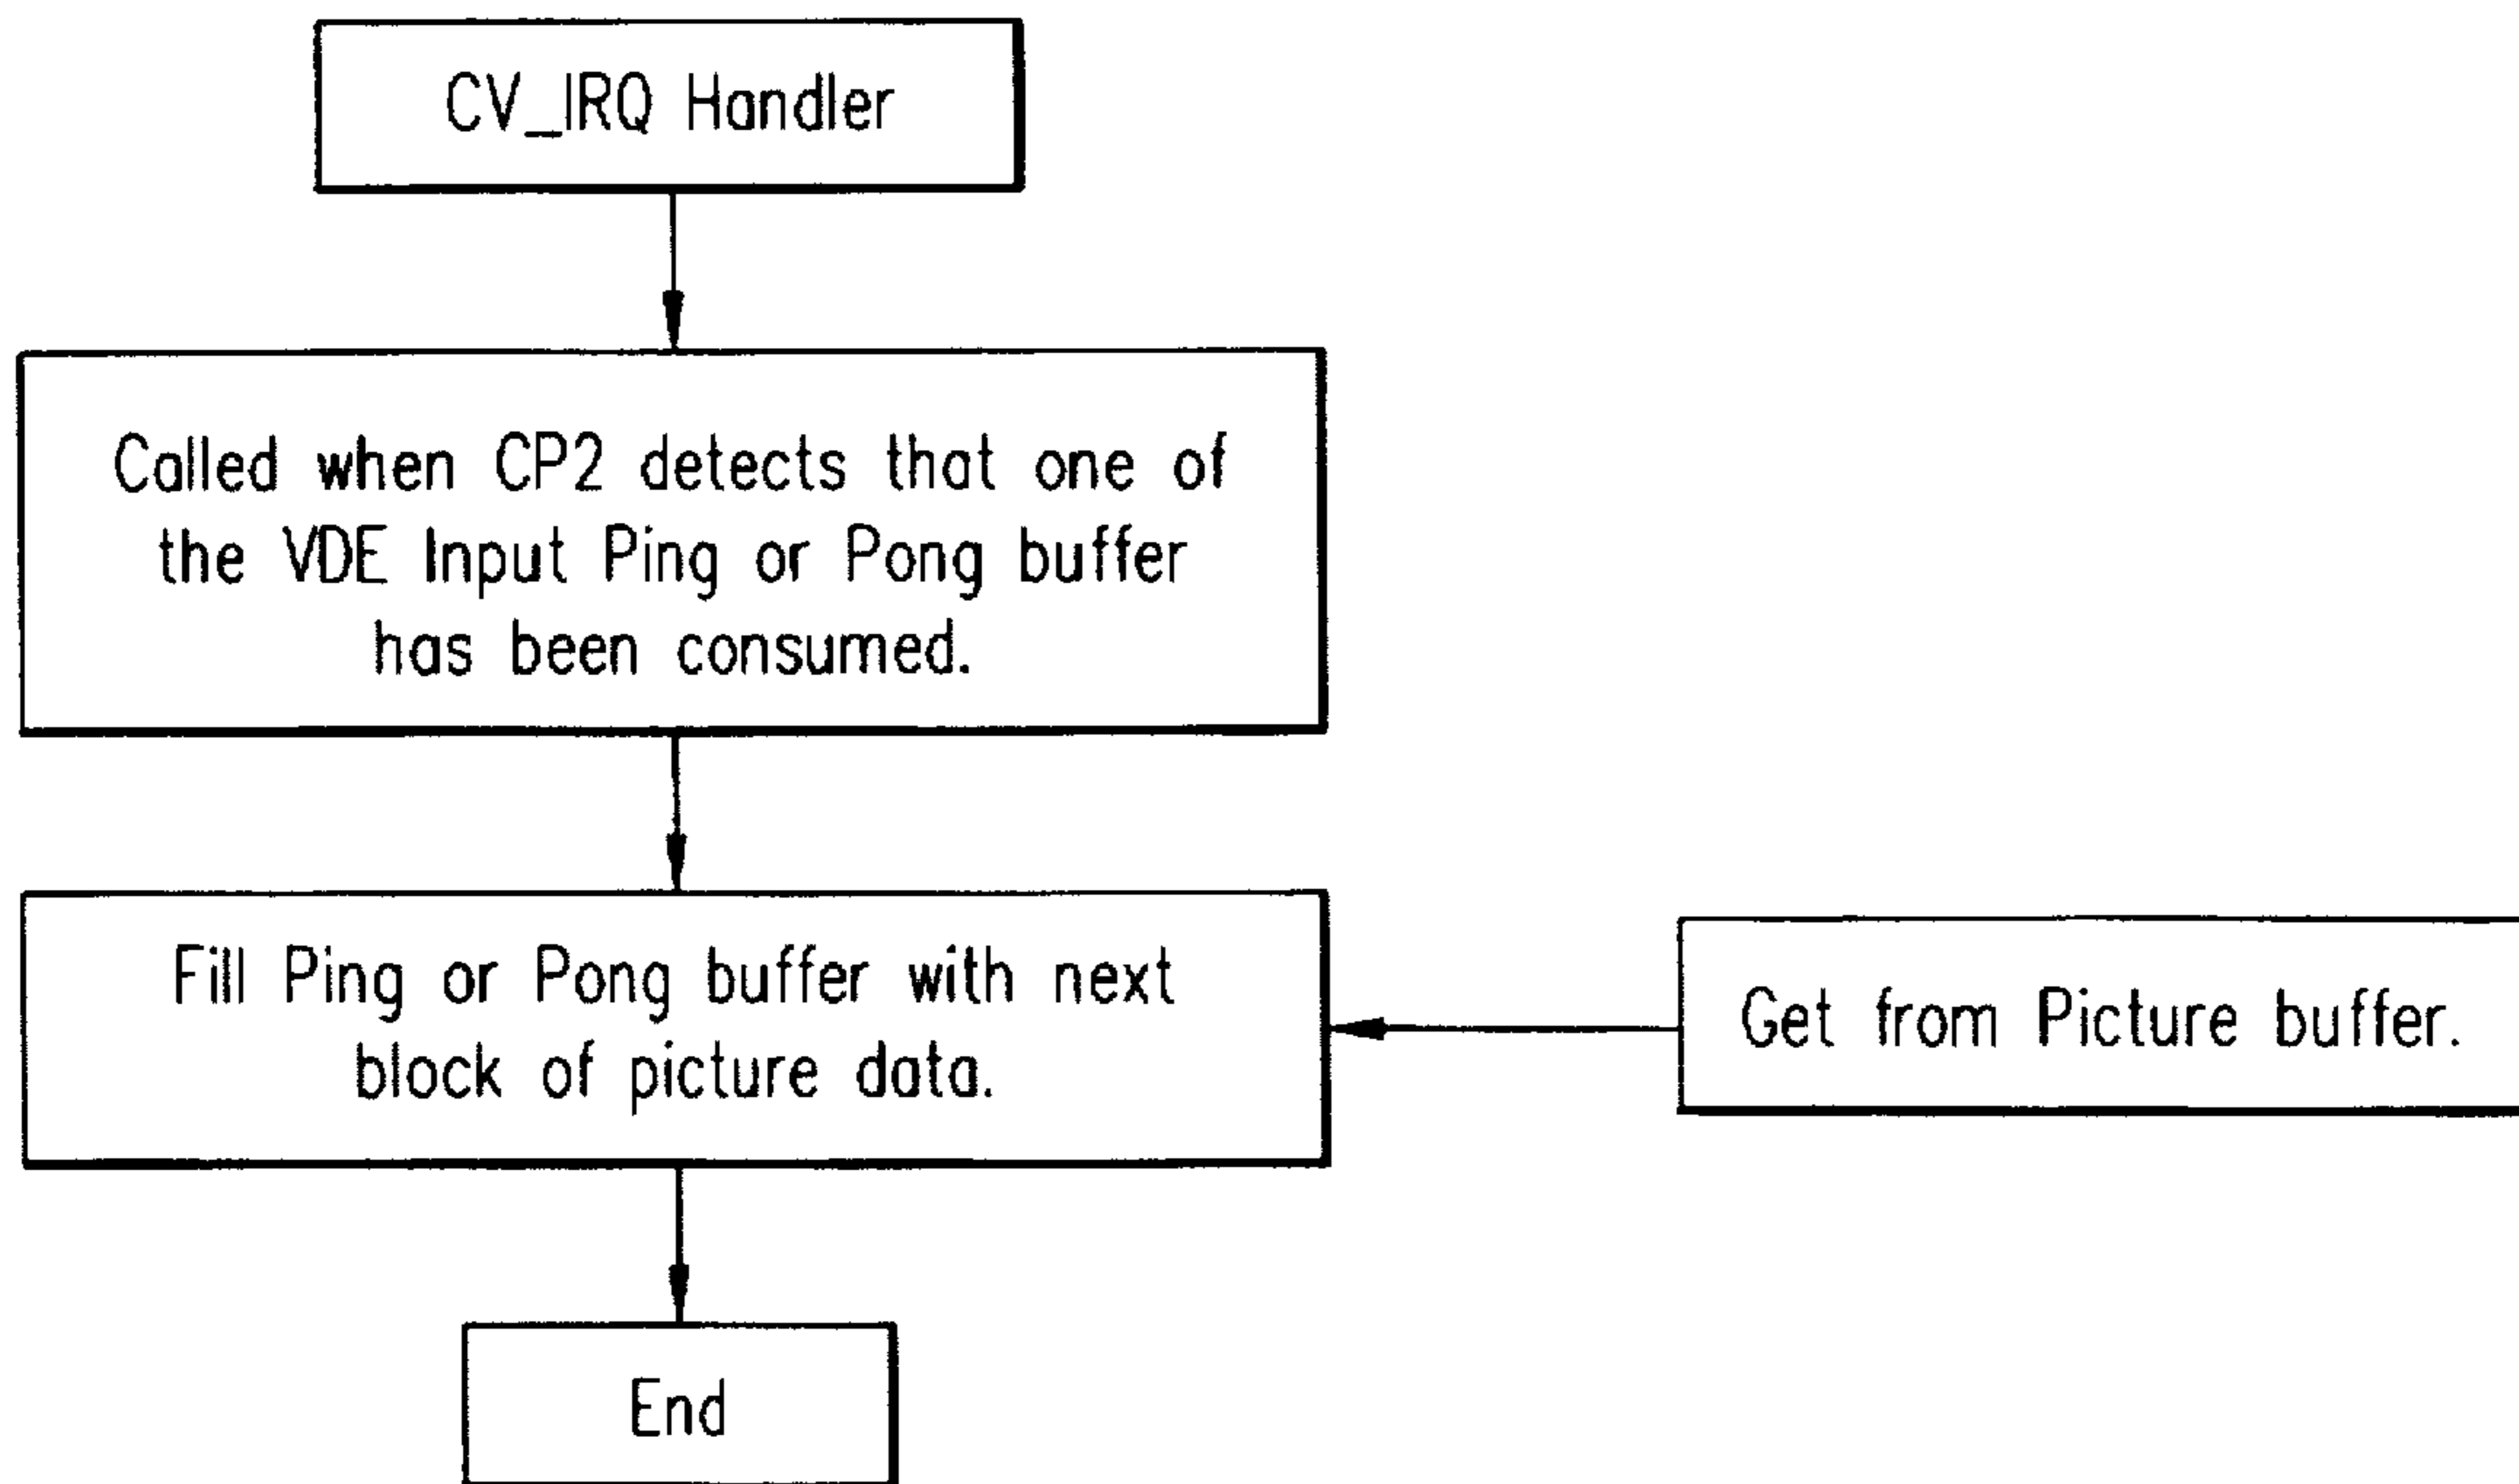 CV_IRQ Handler
Called when CP2 detects that one of
the VDE Input Ping or Pong buffer
has been consumed.
Fill Ping or Pong buffer with next
block of picture data.
Get from Picture buffer.
End